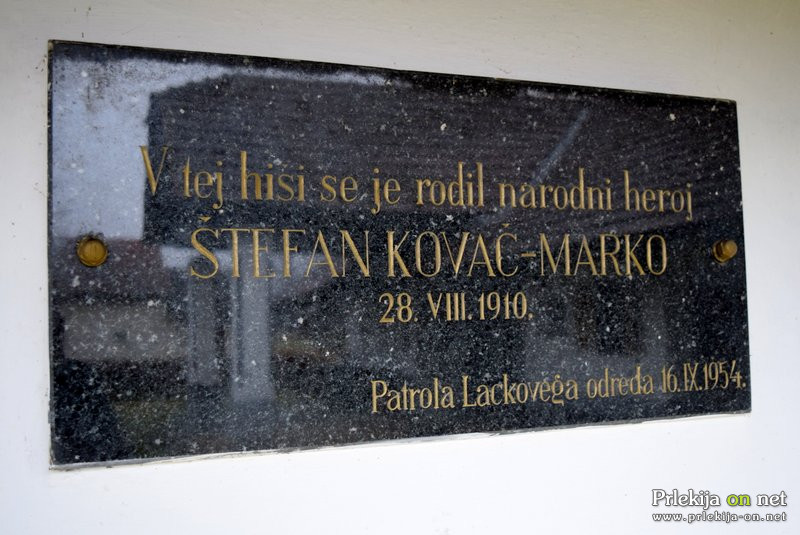 V tej hisi se je rodil narodni heroj
ŠTEFAN KOVAČ-MARKO
28. VIII. 1910.
Patrola Lackovega odreda 16.IX.1954.
Prlekija on net
www.prlekija-on.net